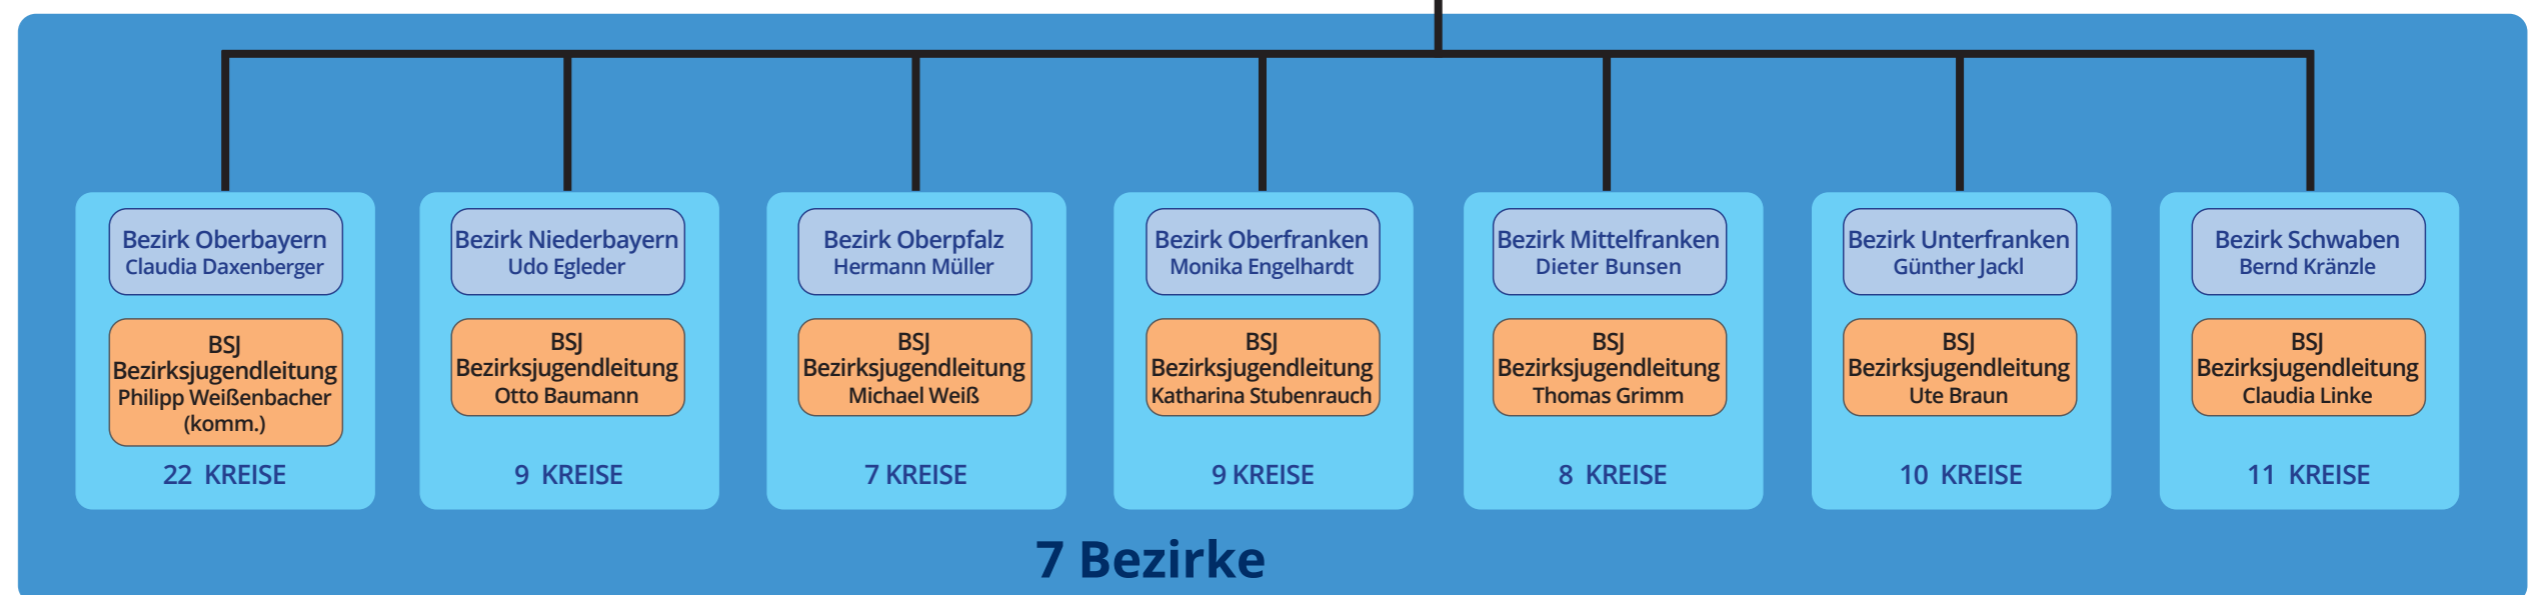 Bezirk Oberbayern
Claudia Daxenberger
BSJ
Bezirksjugendleitung
Philipp Weißenbacher
(komm.)
22 KREISE
Bezirk Niederbayern
Udo Egleder
BSJ
Bezirksjugendleitung
Otto Baumann
9 KREISE
Bezirk Oberpfalz
Hermann Müller
BSJ
Bezirksjugendleitung
Michael Weiß
7 KREISE
Bezirk Oberfranken
Monika Engelhardt
BSJ
Bezirksjugendleitung
Katharina Stubenrauch
9 KREISE
Bezirk Mittelfranken
Dieter Bunsen
BSJ
Bezirksjugendleitung
Thomas Grimm
8 KREISE
Bezirk Unterfranken
Günther Jackl
BSJ
Bezirksjugendleitung
Ute Braun
10 KREISE
Bezirk Schwaben
Bernd Kränzle
BSJ
Bezirksjugendleitung
Claudia Linke
11 KREISE
7 Bezirke